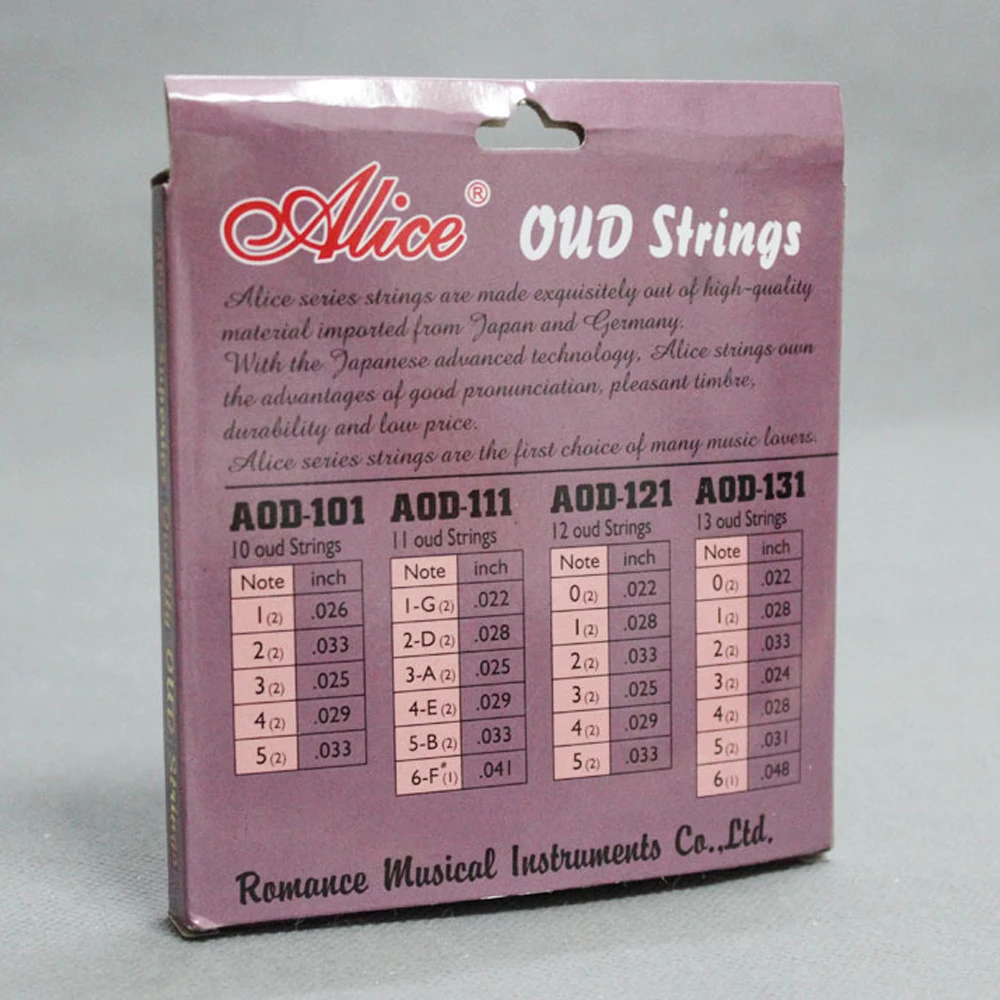 Alice® OUD Strings
Alice series strings are made exquisitely out of high-quality
material imported from Japan and Germany.
With the Japanese advanced technology, Alice strings own
the advantages of good pronunciation, pleasant timbre,
durability and low price.
Alice series strings are the first choice of many music lovers.
AOD-101
10 oud Strings
Note inch
1(2) .026
2(2) .033
3(2) .025
4(2) .029
5(2) .033
AOD-111
11 oud Strings
Note inch
1-G(2) .022
2-D(2) .028
3-A(2) .025
4-E(2) .029
5-B(2) .033
6-F#(1) .041
AOD-121
12 oud Strings
Note inch
0(2) .022
1(2) .028
2(2) .033
3(2) .025
4(2) .029
5(2) .033
AOD-131
13 oud Strings
Note inch
0(2) .022
1(2) .028
2(2) .033
3(2) .024
4(2) .028
5(2) .031
6(1) .048
Romance Musical Instruments Co.,Ltd.
OUD Strings